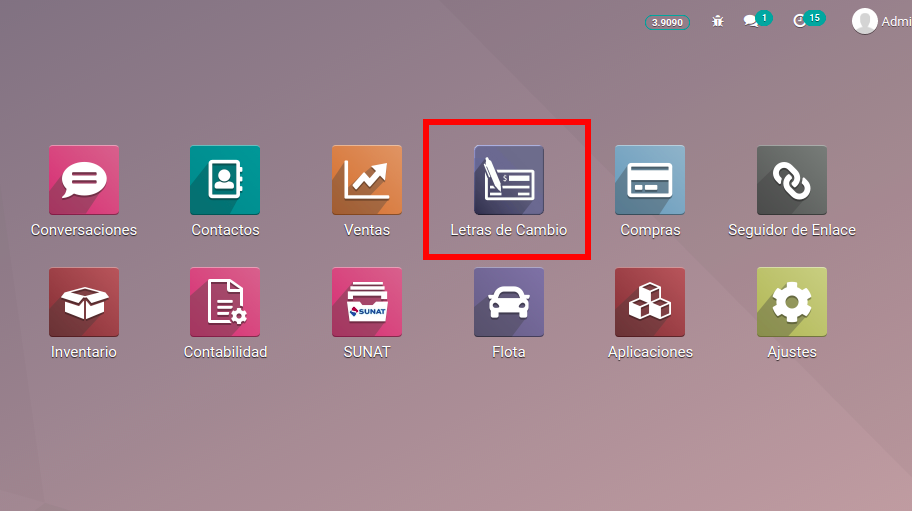 3.9090
1
15
Admi
Conversaciones
Contactos
Ventas
$
Letras de Cambio
Compras
Seguidor de Enlace
Inventario
Contabilidad
SUNAT
SUNAT
Flota
Aplicaciones
Ajustes